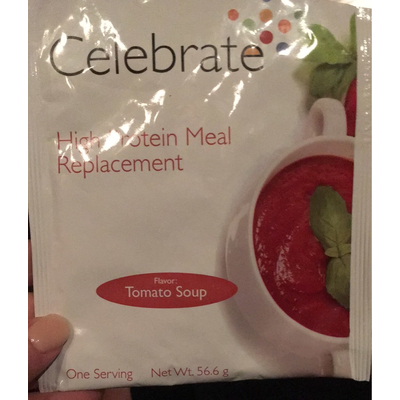 Celebrate
High Protein Meal
Replacement
Flavor:
Tomato Soup
One Serving Net Wt. 56.6 g